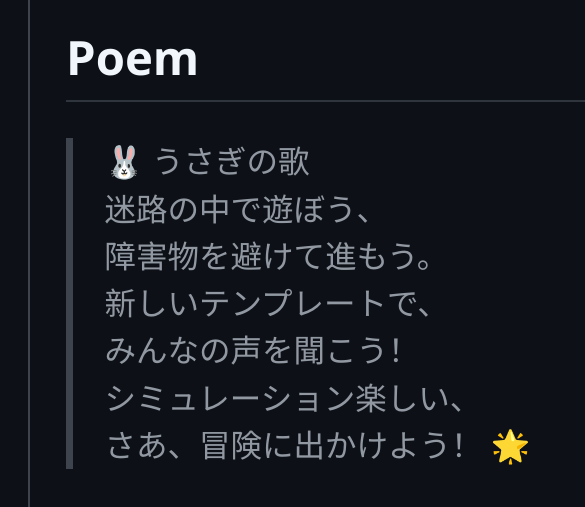 Poem
🐰 うさぎの歌
迷路の中で遊ぼう、
障害物を避けて進もう。
新しいテンプレートで、
みんなの声を聞こう！
シミュレーション楽しい、
さあ、冒険に出かけよう！ 🌟